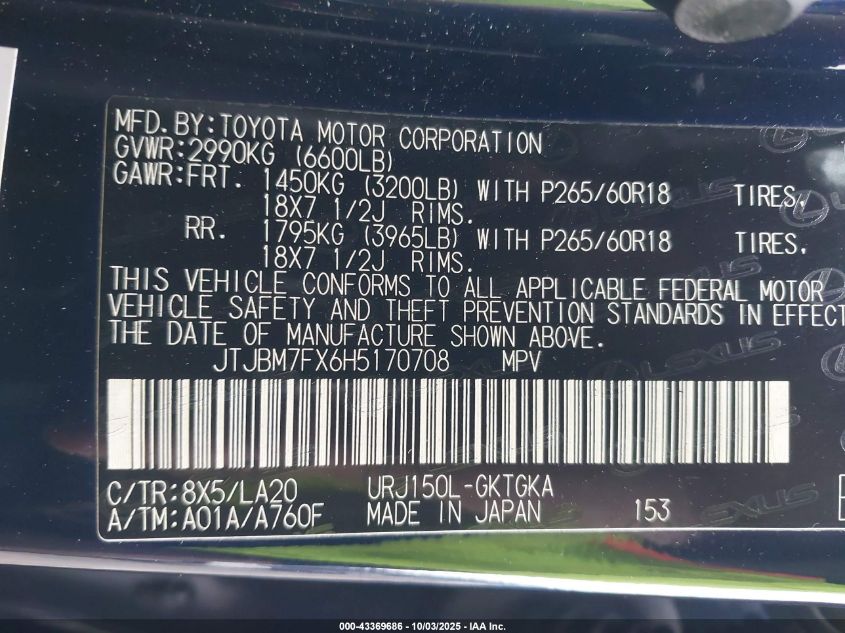 MFD.BY:TOYOTA MOTOR CORPORATION
GVWR:2990KG (6600LB)
GAWR:FRT. 1450KG (3200LB) WITH P265/60R18 TIRES,
18X7 1/2J RIMS.
RR. 1795KG (3965LB) WITH P265/60R18 TIRES,
18X7 1/2J RIMS.
THIS VEHICLE CONFORMS TO ALL APPLICABLE FEDERAL MOTOR
VEHICLE SAFETY AND THEFT PREVENTION STANDARDS IN EFFECT
THE DATE OF MANUFACTURE SHOWN ABOVE.
JTJBM7FX6H5170708 MPV
C/TR:8X5/LA20 URJ150L-GKTGKA
A/TM:A01A/A760F MADE IN JAPAN 153
LEXUS
000-43369686 - 10/03/2025 - IAA Inc.